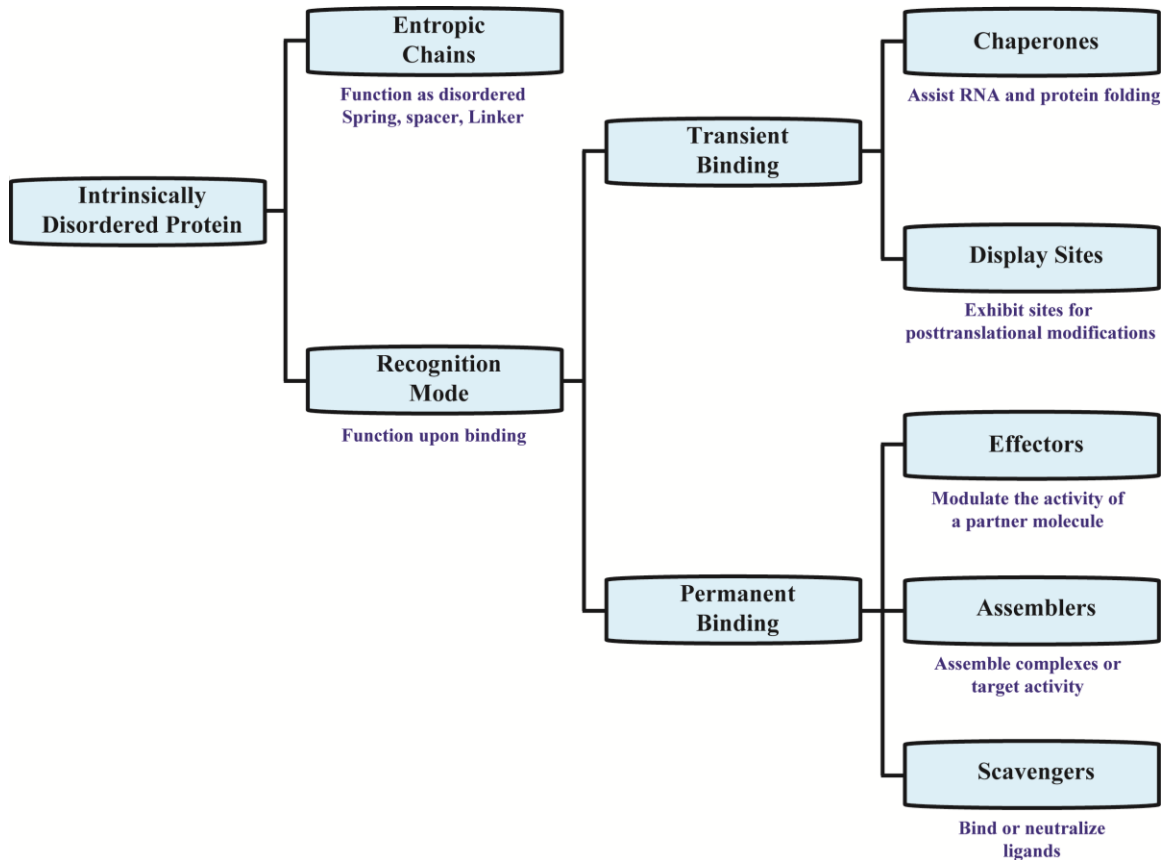 Intrinsically
Disordered Protein
Entropic
Chains
Function as disordered
Spring, spacer, Linker
Recognition
Mode
Function upon binding
Transient
Binding
Chaperones
Assist RNA and protein folding
Display Sites
Exhibit sites for
posttranslational modifications
Permanent
Binding
Effectors
Modulate the activity of
a partner molecule
Assemblers
Assemble complexes or
target activity
Scavengers
Bind or neutralize
ligands